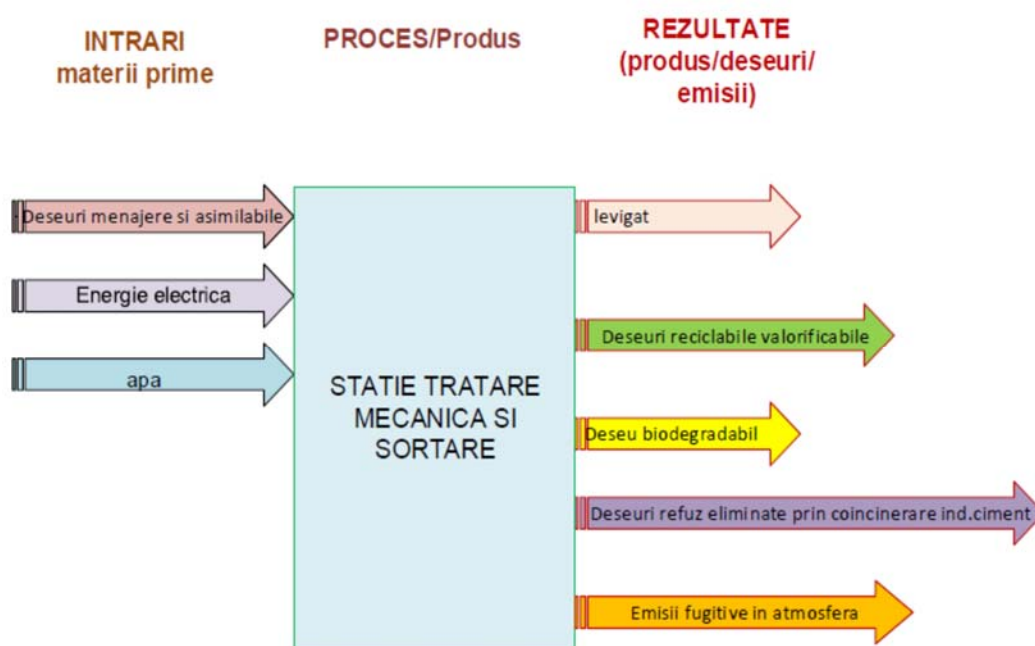 INTRARI
materii prime
PROCES/Produs
REZULTATE
(produs/deseuri/
emisii)
Deseuri menajere si asimilabile
Energie electrica
apa
STATIE TRATARE
MECANICA SI
SORTARE
levigat
Deseuri reciclabile valorificabile
Deseu biodegradabil
Deseuri refuz eliminate prin coincinerare ind.ciment
Emisii fugitive in atmosfera